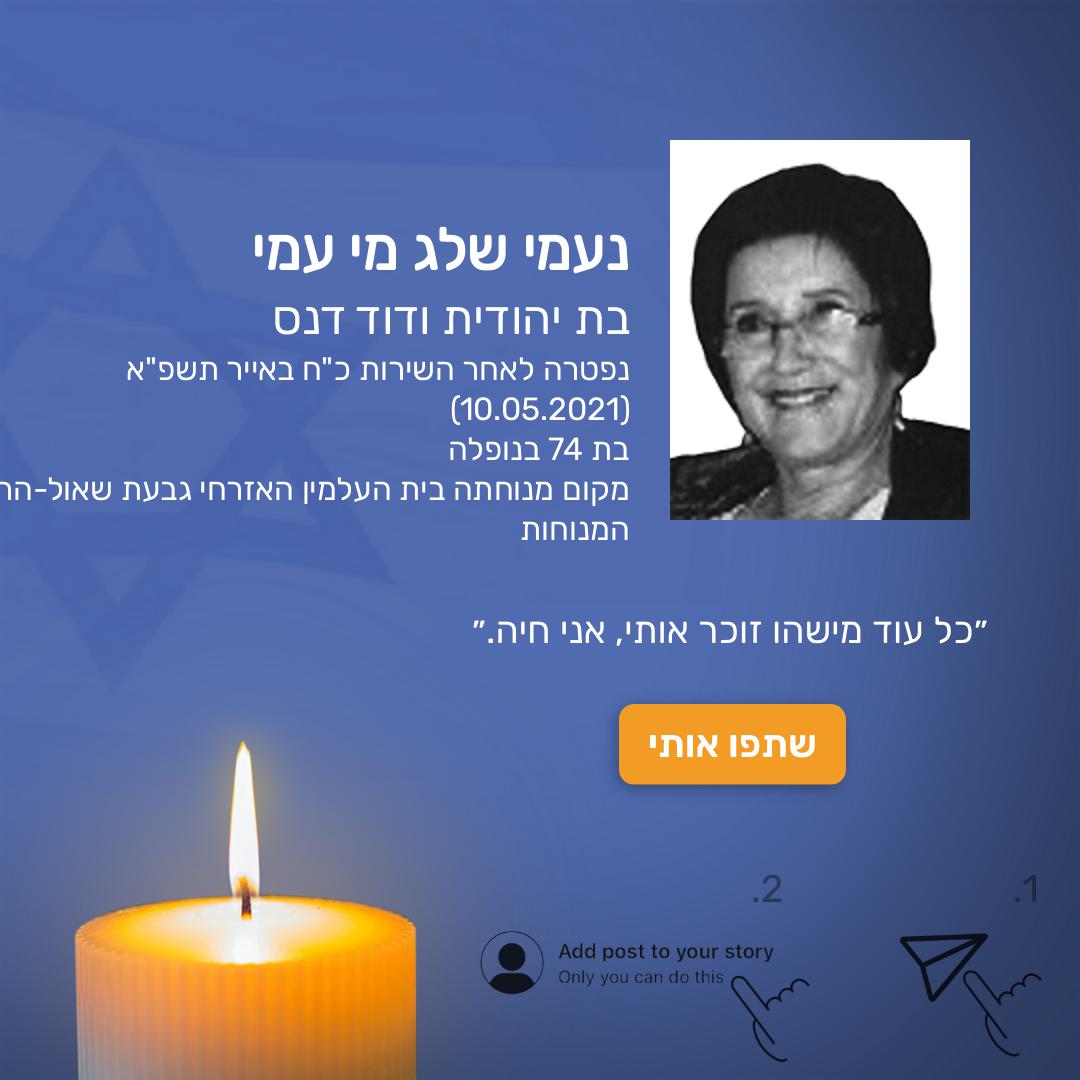 נעמי שלג מי עמי
בת יהודית ודוד דנס
נפטרה לאחר השירות כ"ח באייר תשפ"א
(10.05.2021)
בת 74 בנופלה
מקום מנוחתה בית העלמין האזרחי גבעת שאול-הר
המנוחות
״כל עוד מישהו זוכר אותי, אני חיה.״
שתפו אותי
1.
2.
Add post to your story
Only you can do this